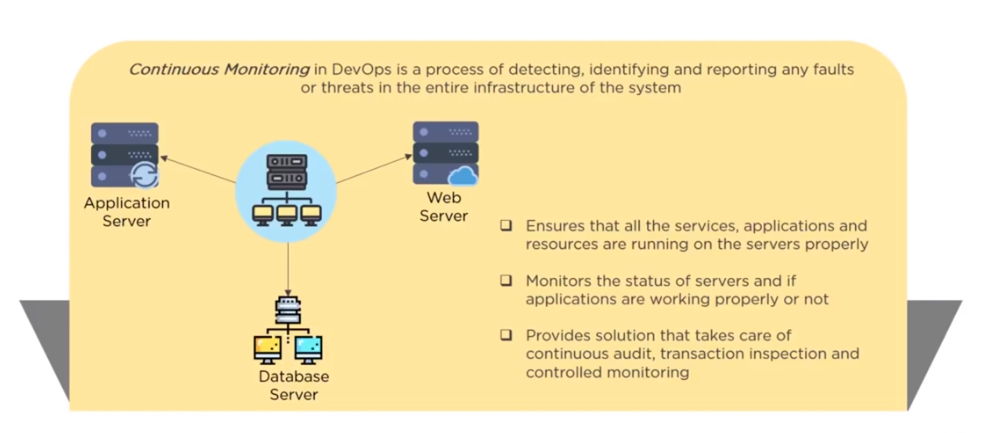 Continuous Monitoring in DevOps is a process of detecting, identifying and reporting any faults
or threats in the entire infrastructure of the system
Application
Server
Web
Server
Database
Server
Ensures that all the services, applications and
resources are running on the servers properly
Monitors the status of servers and if
applications are working properly or not
Provides solution that takes care of
continuous audit, transaction inspection and
controlled monitoring